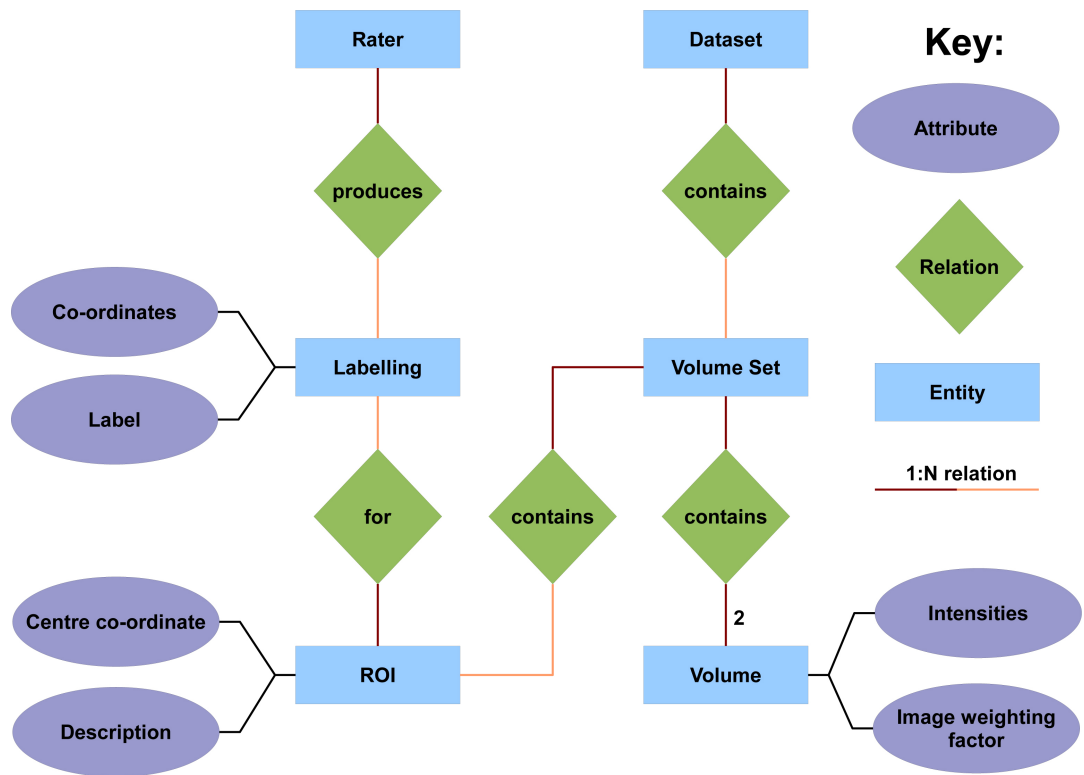 Rater
Dataset
Key:
Attribute
produces
contains
Relation
Co-ordinates
Labelling
Volume Set
Entity
Label
1:N relation
for
contains
contains
2
Centre co-ordinate
Intensities
ROI
Volume
Description
Image weighting
factor